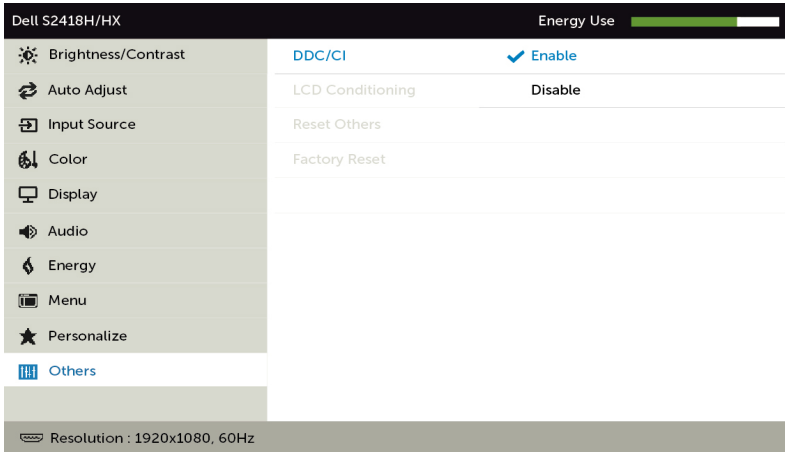 Dell S2418H/HX Energy Use
Brightness/Contrast DDC/CI Enable
Auto Adjust LCD Conditioning Disable
Input Source Reset Others
Color Factory Reset
Display
Audio
Energy
Menu
Personalize
Others
Resolution : 1920x1080, 60Hz